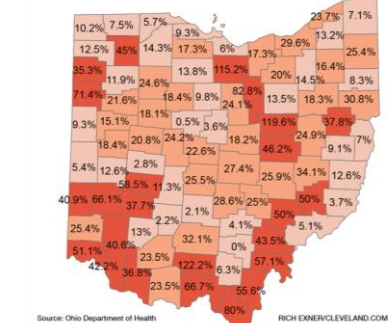 23.7% 7.1%
10.2% 7.5% 5.7% 9.3% 13.2%
12.5% 45% 14.3% 17.3% 6% 17.3% 29.6% 25.4%
35.3% 13.8% 115.2% 20% 16.4%
11.9% 24.6% 14.5% 8.3%
71.4% 21.6% 18.4% 9.8% 82.8% 13.5% 18.3% 30.8%
24.1%
9.3% 15.1% 18.1% 0.5% 3.6% 119.6% 37.8%
18.4% 20.8% 24.2% 18.2% 24.9% 7%
22.6% 46.2% 9.1%
5.4% 12.6% 2.8% 27.4% 25.9% 34.1% 12.6%
58.5% 11.3% 25.5%
40.9% 66.1% 37.7% 28.6% 25% 50% 3.7%
2.2% 2.1% 50%
25.4% 13% 4.1% 5.1%
51.1% 40.6% 32.1% 0% 43.5%
42.2% 36.8% 23.5% 122.2% 6.3% 57.1%
23.5% 66.7% 55.6%
80%
Source: Ohio Department of Health RICH EXNER/CLEVELAND.COM